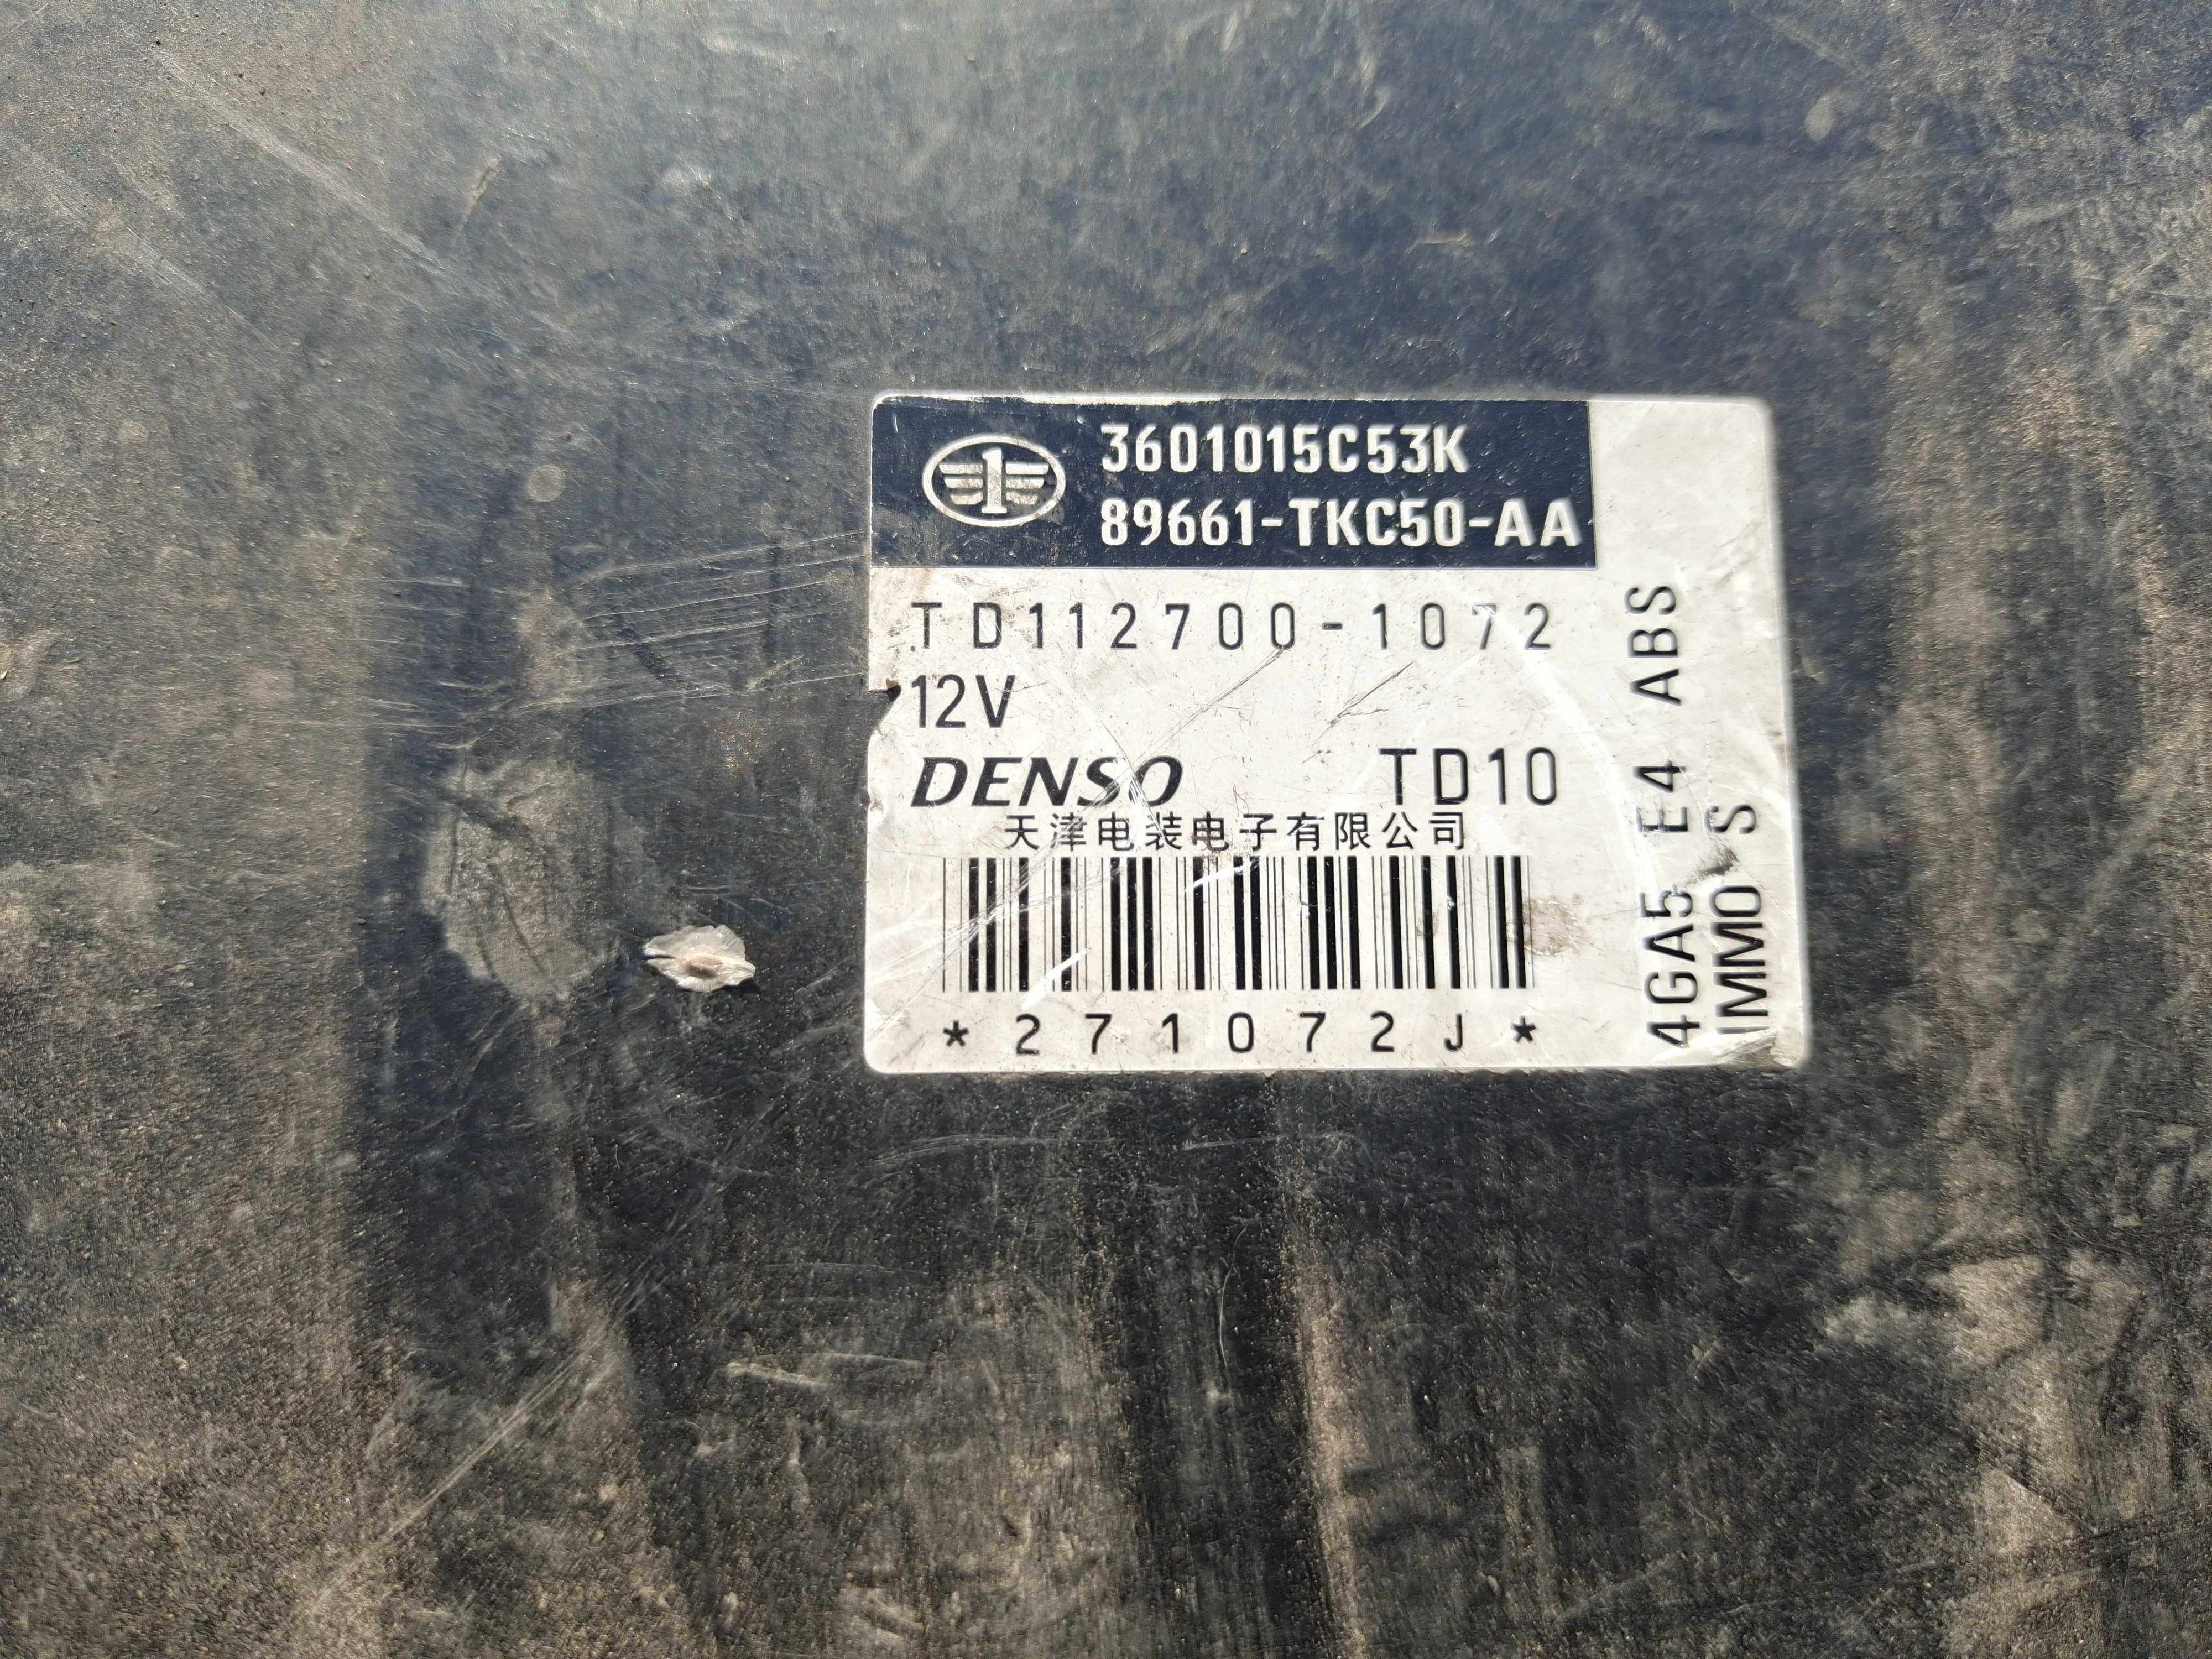 3601015C53K
89661-TKC50-AA
TD112700-1072
12V
DENSO TD10
天津电装电子有限公司
*271072J*
4GA5 E4 ABS
IMMO S